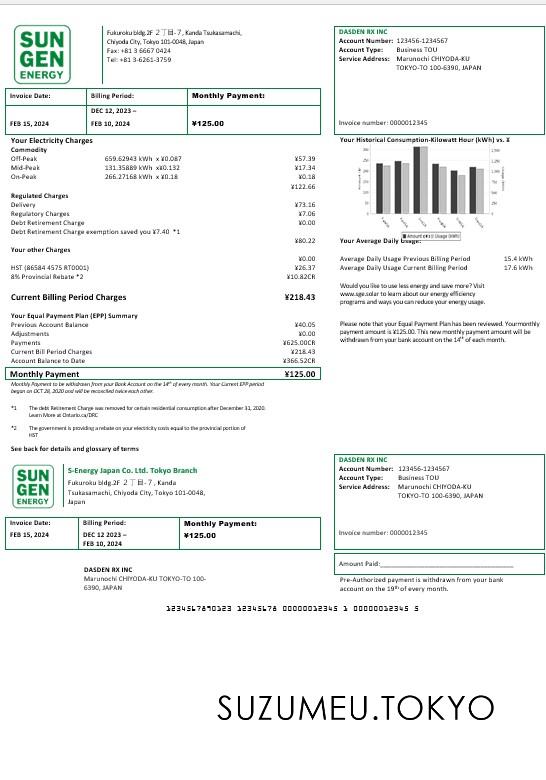 SUN
GEN
ENERGY
Fukuroku bldg.2F 2丁目-7, Kanda Tsukasamachi,
Chiyoda City, Tokyo 101-0048, Japan
Fax: +81 3 6667 0424
Tel: +81 3-6261-3759
DASDEN RX INC
Account Number: 123456-1234567
Account Type: Business TOU
Service Address: Marunochi CHIYODA-KU
TOKYO-TO 100-6390, JAPAN
Invoice number: 0000012345
Invoice Date: Billing Period: Monthly Payment:
DEC 12, 2023 –
FEB 15, 2024 FEB 10, 2024 ¥125.00
Your Electricity Charges
Commodity
Off-Peak 659.62943 kWh x ¥0.087 ¥57.39
Mid-Peak 131.35889 kWh x¥0.132 ¥17.34
On-Peak 266.27168 kWh x ¥0.18 ¥0.18
¥122.66
Regulated Charges
Delivery ¥73.16
Regulatory Charges ¥7.06
Debt Retirement Charge ¥0.00
Debt Retirement Charge exemption saved you ¥7.40 *1
¥80.22
Your other Charges
¥0.00
HST (86584 4575 RT0001) ¥26.37
8% Provincial Rebate *2 ¥10.82CR
Current Billing Period Charges ¥218.43
Your Equal Payment Plan (EPP) Summary
Previous Account Balance ¥40.05
Adjustments ¥0.00
Payments ¥625.00CR
Current Bill Period Charges ¥218.43
Account Balance to Date ¥366.52CR
Monthly Payment ¥125.00
Monthly Payment to be withdrawn from your Bank Account on the 14th of every month. Your Current EPP period
began on OCT 28, 2020 and will be reconciled twice each other.
*1 The debt Retirement Charge was removed for certain residential consumption after December 31, 2020.
Learn More at Ontario.ca/DRC
*2 The government is providing a rebate on your electricity costs equal to the provincial portion of
HST
See back for details and glossary of terms
Your Historical Consumption-Kilowatt Hour (kWh) vs. ¥
Amount ¥ Usage (kWh)
Your Average Daily Usage:
Average Daily Usage Previous Billing Period 15.4 kWh
Average Daily Usage Current Billing Period 17.6 kWh
Would you like to use less energy and save more? Visit
www.sge.solar to learn about our energy efficiency
programs and ways you can reduce your energy usage.
Please note that your Equal Payment Plan has been reviewed. Yourmonthly
payment amount is ¥125.00. This new monthly payment amount will be
withdrawn from your bank account on the 14th of each month.
SUN
GEN
ENERGY
S-Energy Japan Co. Ltd. Tokyo Branch
Fukuroku bldg.2F 2丁目-7, Kanda
Tsukasamachi, Chiyoda City, Tokyo 101-0048,
Japan
DASDEN RX INC
Account Number: 123456-1234567
Account Type: Business TOU
Service Address: Marunochi CHIYODA-KU
TOKYO-TO 100-6390, JAPAN
Invoice number: 0000012345
Invoice Date: Billing Period: Monthly Payment:
FEB 15, 2024 DEC 12 2023 – ¥125.00
FEB 10, 2024
Amount Paid:
DASDEN RX INC
Marunochi CHIYODA-KU TOKYO-TO 100-
6390, JAPAN
Pre-Authorized payment is withdrawn from your bank
account on the 19th of every month.
1234567890123 12345678 00000012345 1 00000012345 5
SUZUMEU.TOKYO